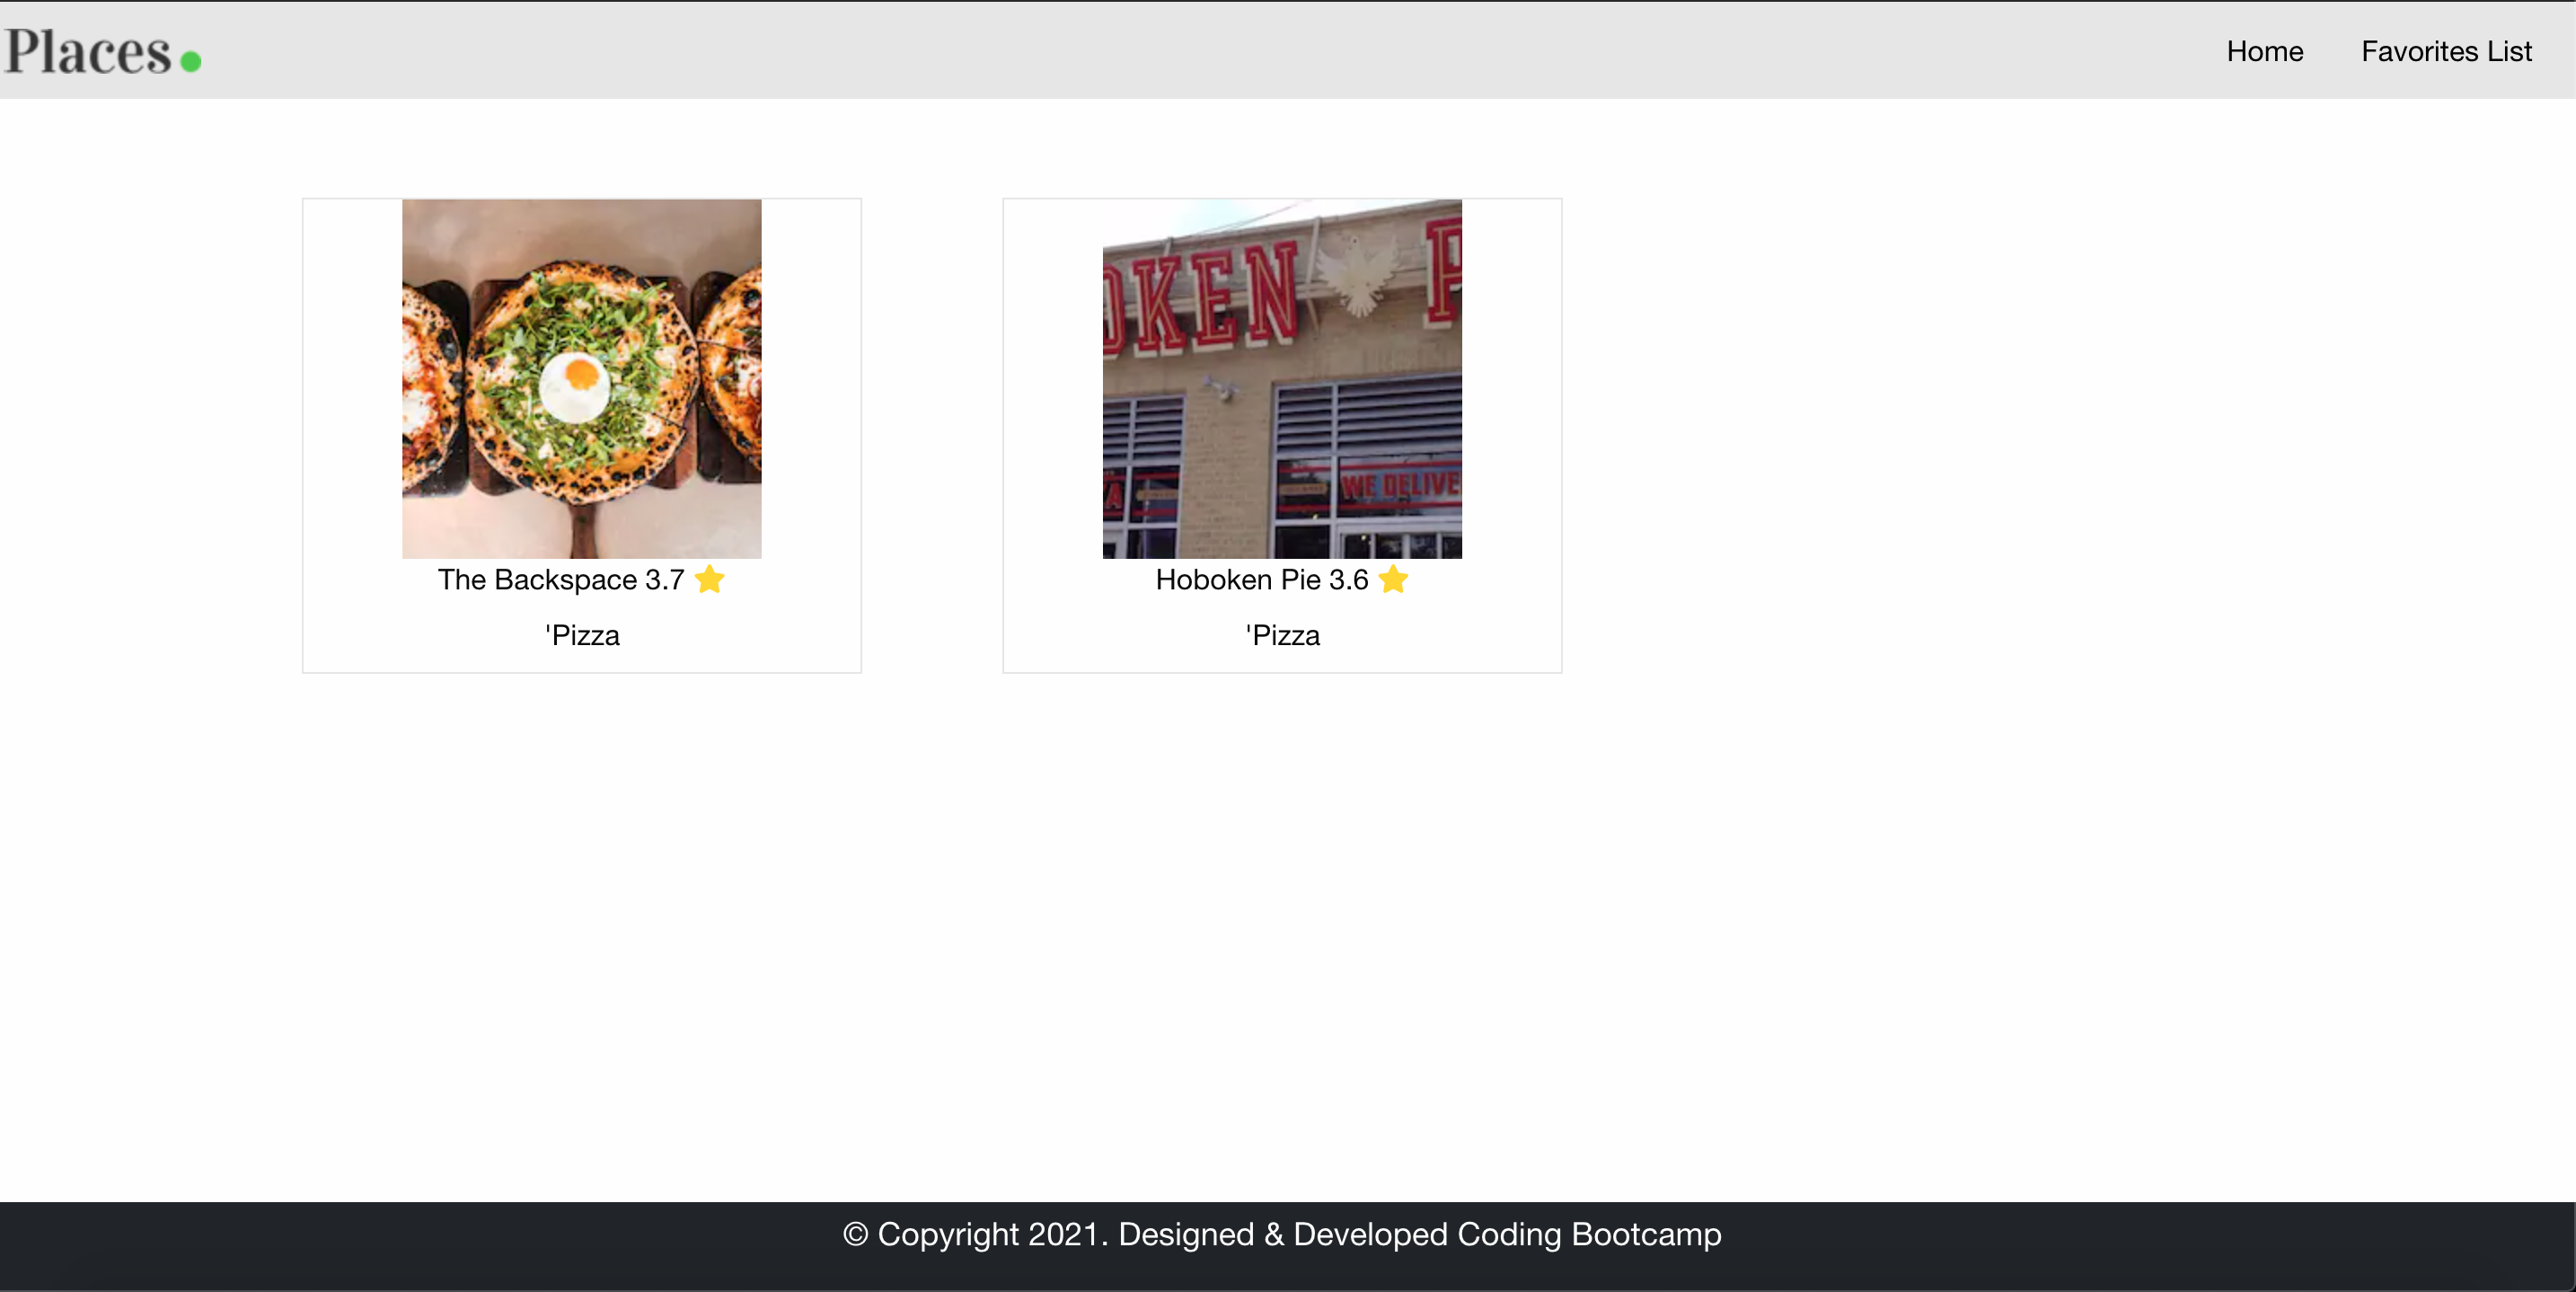 Places
Home
Favorites List
OKEN P
A
WE DELIVE
The Backspace 3.7 ⭐
'Pizza
Hoboken Pie 3.6 ⭐
'Pizza
© Copyright 2021. Designed & Developed Coding Bootcamp